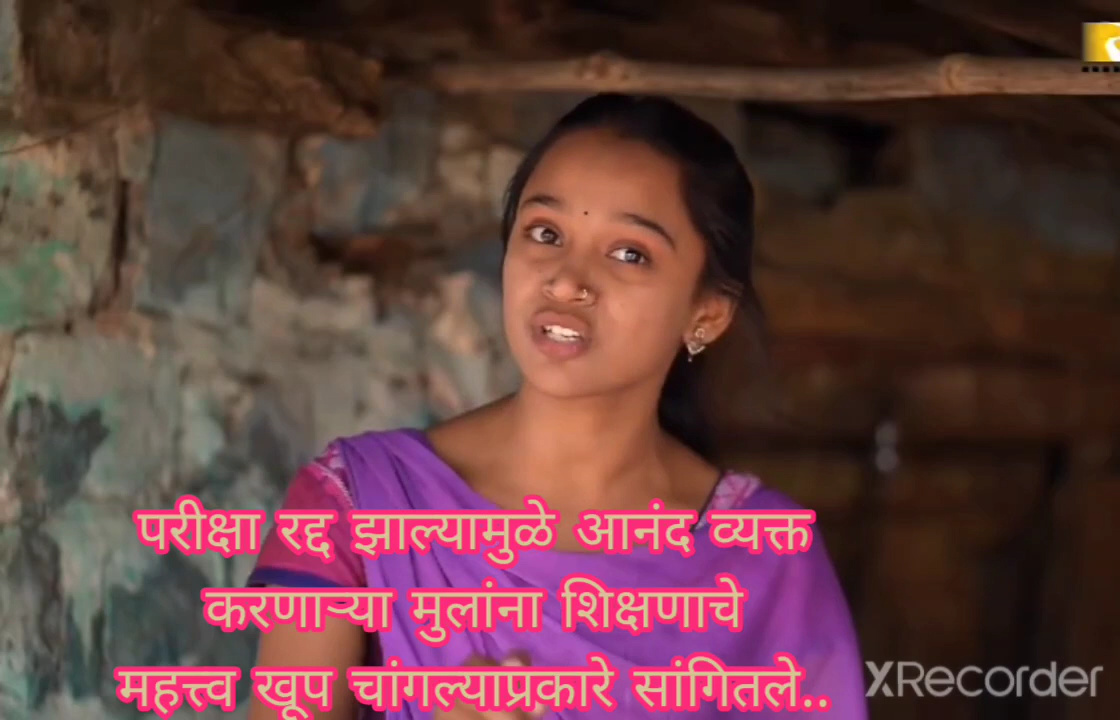 परीक्षा रद्द झाल्यामुळे आनंद व्यक्त
करणाऱ्या मुलांना शिक्षणाचे
महत्त्व खूप चांगल्याप्रकारे सांगितले..
XRecorder